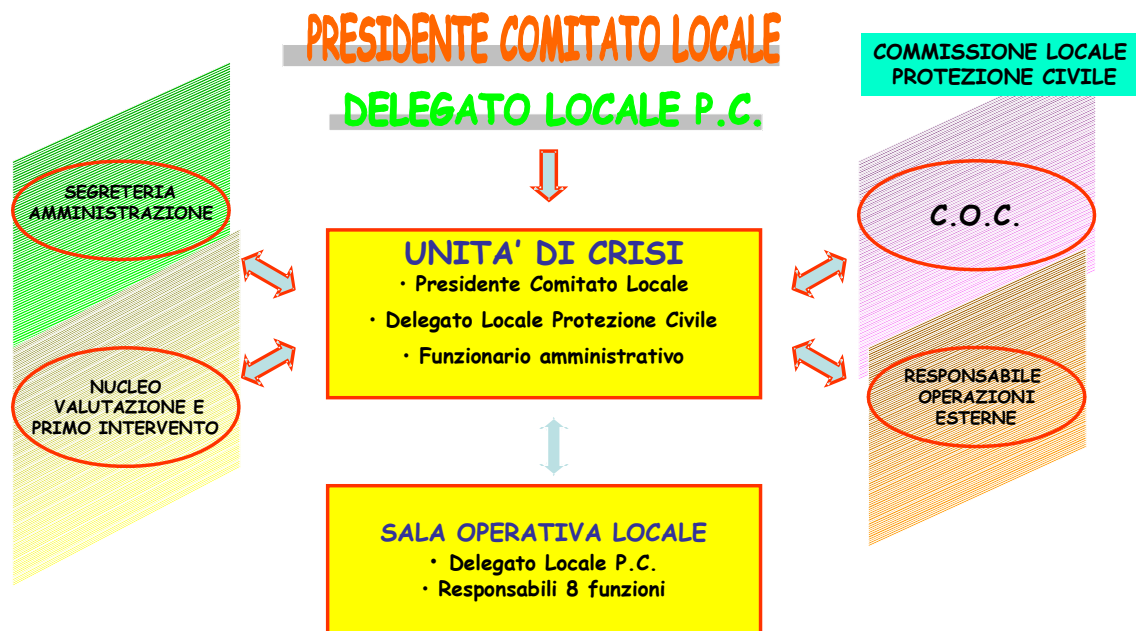 PRESIDENTE COMITATO LOCALE
DELEGATO LOCALE P.C.
COMMISSIONE LOCALE
PROTEZIONE CIVILE
SEGRETERIA
AMMINISTRAZIONE
C.O.C.
UNITA’ DI CRISI
• Presidente Comitato Locale
• Delegato Locale Protezione Civile
• Funzionario amministrativo
NUCLEO
VALUTAZIONE E
PRIMO INTERVENTO
RESPONSABILE
OPERAZIONI
ESTERNE
SALA OPERATIVA LOCALE
• Delegato Locale P.C.
• Responsabili 8 funzioni